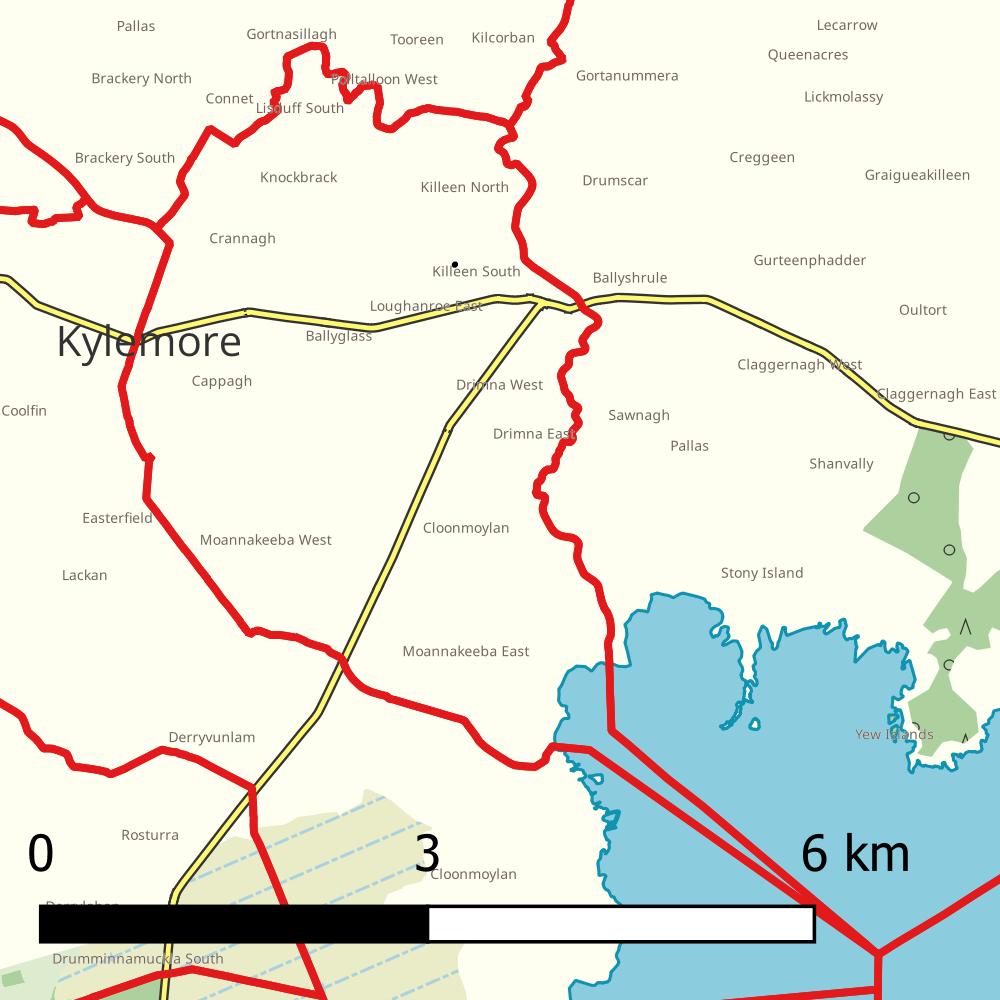 Pallas
Gortnasillagh
Tooreen
Kilcorban
Lecarrow
Queenacres
Brackery North
Polltalloon West
Gortanummera
Connet
Lisduff South
Lickmolassy
Brackery South
Creggeen
Knockbrack
Killeen North
Drumscar
Graigueakilleen
Crannagh
Killeen South
Ballyshrule
Gurteenphadder
Loughanroe East
Oultort
Ballyglass
Kylemore
Cappagh
Drimna West
Claggernagh West
Claggernagh East
Coolfin
Sawnagh
Drimna East
Pallas
Shanvally
Easterfield
Moannakeeba West
Cloonmoylan
Lackan
Stony Island
Moannakeeba East
Derryvunlam
Yew Islands
Rosturra
0 3 6 km
Cloonmoylan
Drumminnamuckla South